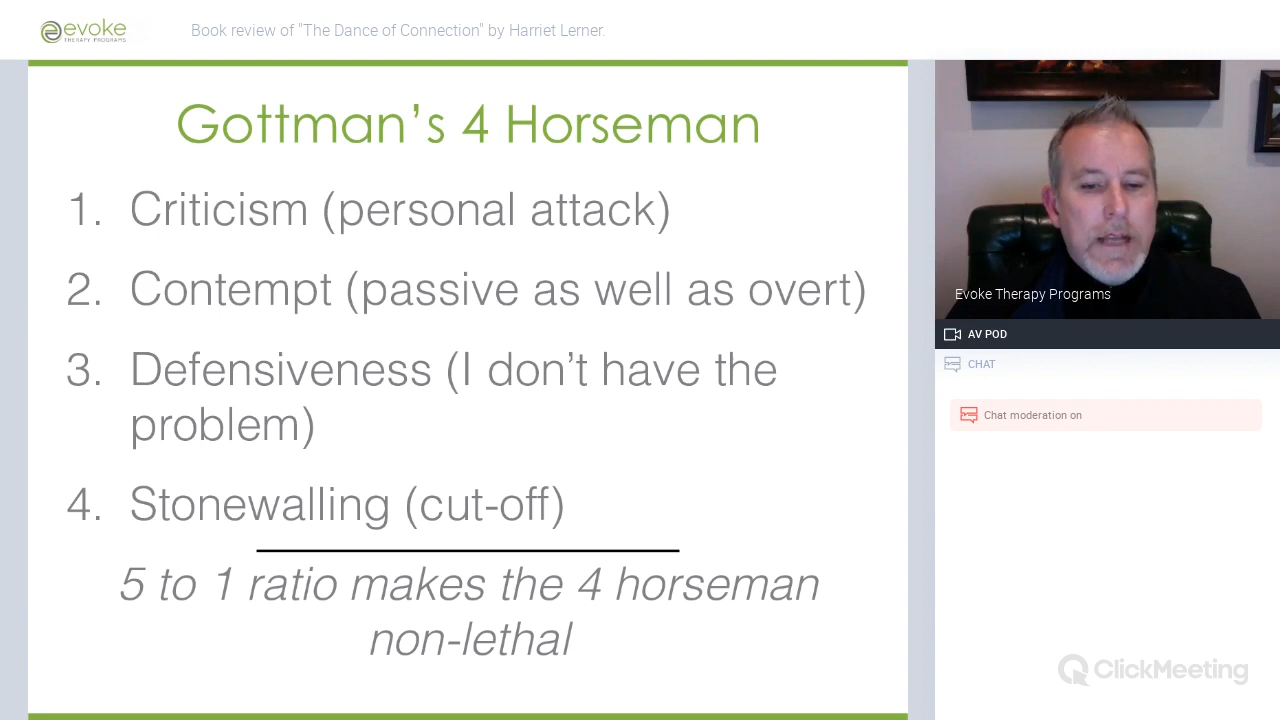 evoke
THERAPY PROGRAMS
Book review of "The Dance of Connection" by Harriet Lerner.
Gottman's 4 Horseman
1. Criticism (personal attack)
2. Contempt (passive as well as overt)
3. Defensiveness (I don't have the
problem)
4. Stonewalling (cut-off)
5 to 1 ratio makes the 4 horseman
non-lethal
Evoke Therapy Programs
AV POD
CHAT
Chat moderation on
ClickMeeting